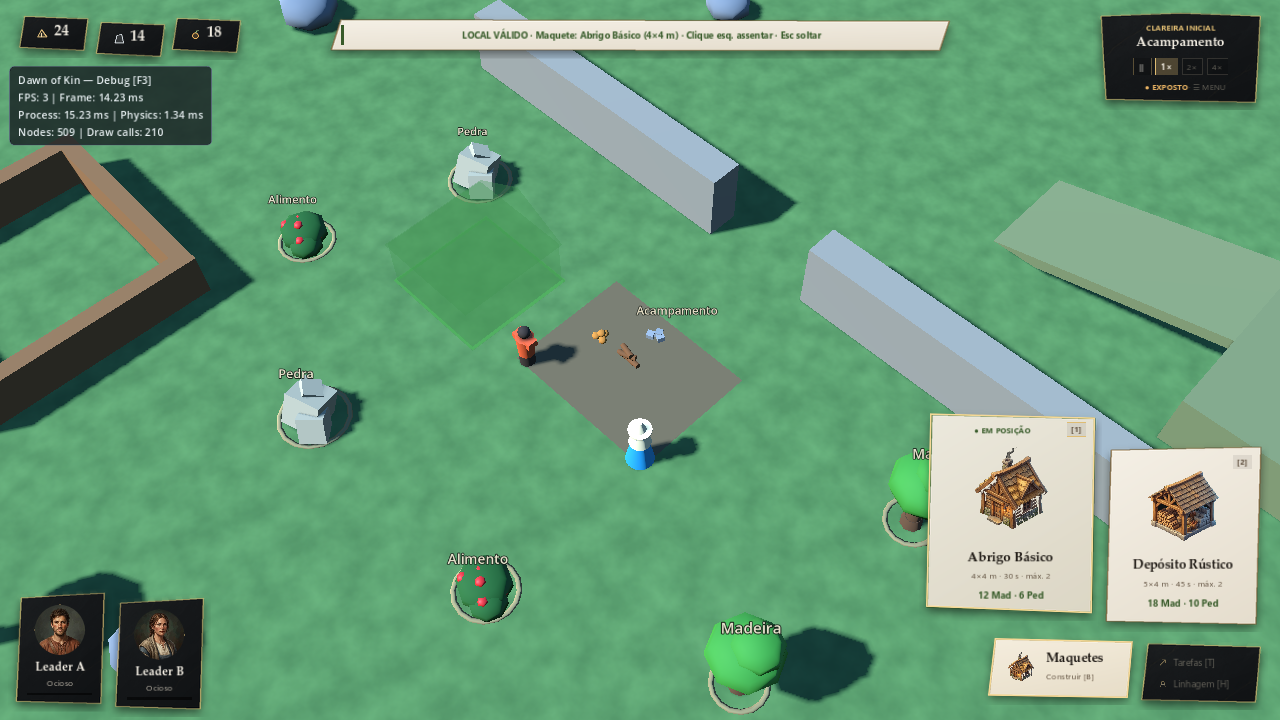 24
14
18
LOCAL VÁLIDO · Maquete: Abrigo Básico (4×4 m) · Clique esq. assentar · Esc soltar
CLAREIRA INICIAL
Acampamento
1×
2×
4×
● EXPOSTO ☰ MENU
Dawn of Kin — Debug [F3]
FPS: 3 | Frame: 14.23 ms
Process: 15.23 ms | Physics: 1.34 ms
Nodes: 509 | Draw calls: 210
Pedra
Alimento
Acampamento
Pedra
Ma
Alimento
Madeira
● EM POSIÇÃO
[1]
Abrigo Básico
4×4 m · 30 s · máx. 2
12 Mad · 6 Ped
[2]
Depósito Rústico
5×4 m · 45 s · máx. 2
18 Mad · 10 Ped
Leader A
Ocioso
Leader B
Ocioso
Maquetes
Construir [B]
Tarefas [T]
Linhagem [H]